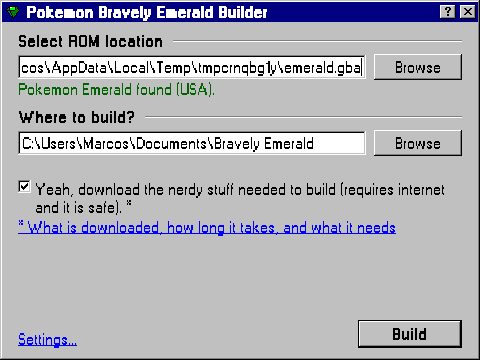 Pokemon Bravely Emerald Builder
Select ROM location
cos\AppData\Local\Temp\tmpcrnqbg1y\emerald.gba
Browse
Pokemon Emerald found (USA).
Where to build?
C:\Users\Marcos\Documents\Bravely Emerald
Browse
Yeah, download the nerdy stuff needed to build (requires internet
and it is safe). *
* What is downloaded, how long it takes, and what it needs
Settings...
Build